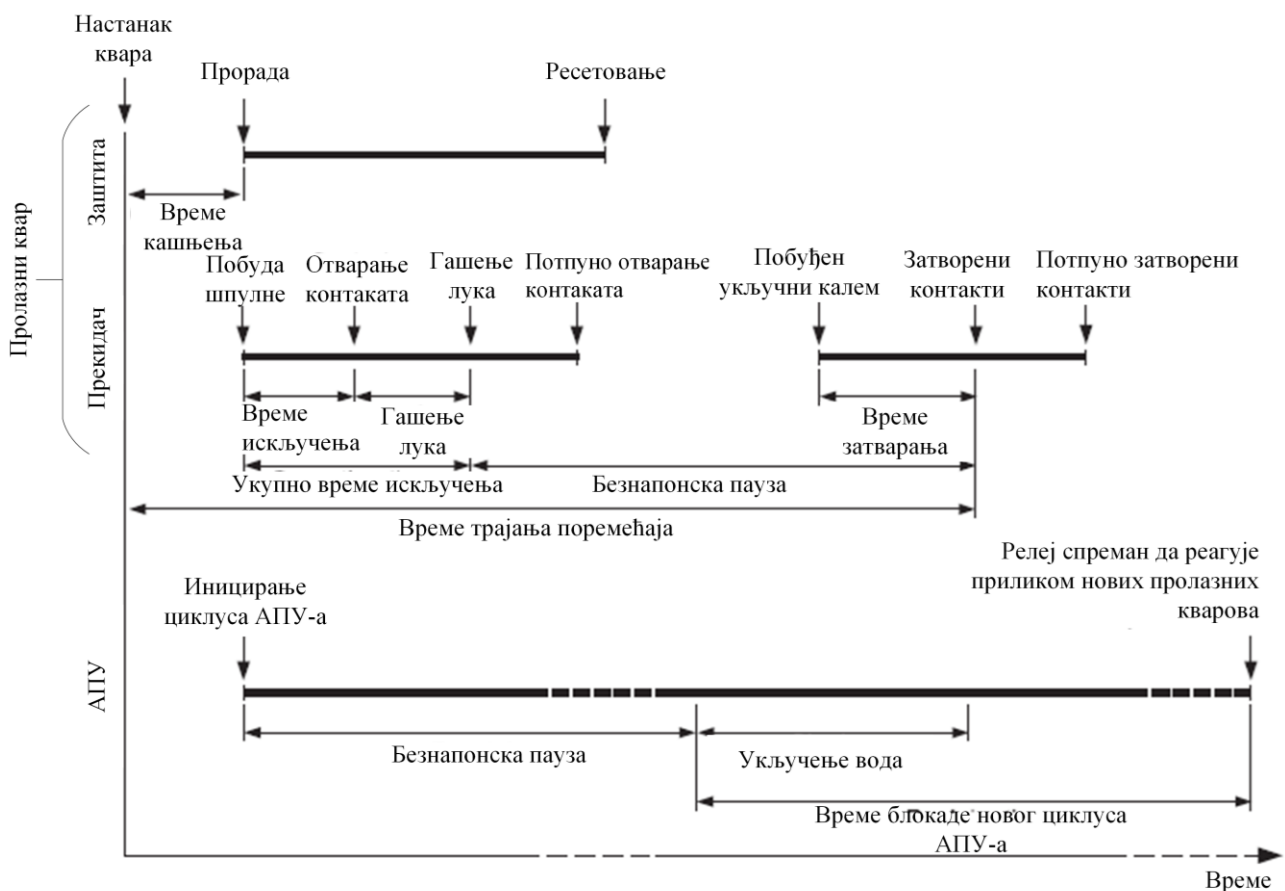 Настанак
квара
Прорада
Ресетовање
Заштита
Време
кашњења
Пролазни квар
Побуда
шпулне
Отварање
контаката
Гашење
лука
Потпуно отварање
контаката
Побуђен
укључни калем
Затворени
контакти
Потпуно затворени
контакти
Прекидач
Време
искључења
Гашење
лука
Време
затварања
Укупно време искључења
Безнапонска пауза
Време трајања поремећаја
Иницирање
циклуса АПУ-а
Релеј спреман да реагује
приликом нових пролазних
кварова
АПУ
Безнапонска пауза
Укључење вода
Време блокаде новог циклуса
АПУ-а
Време